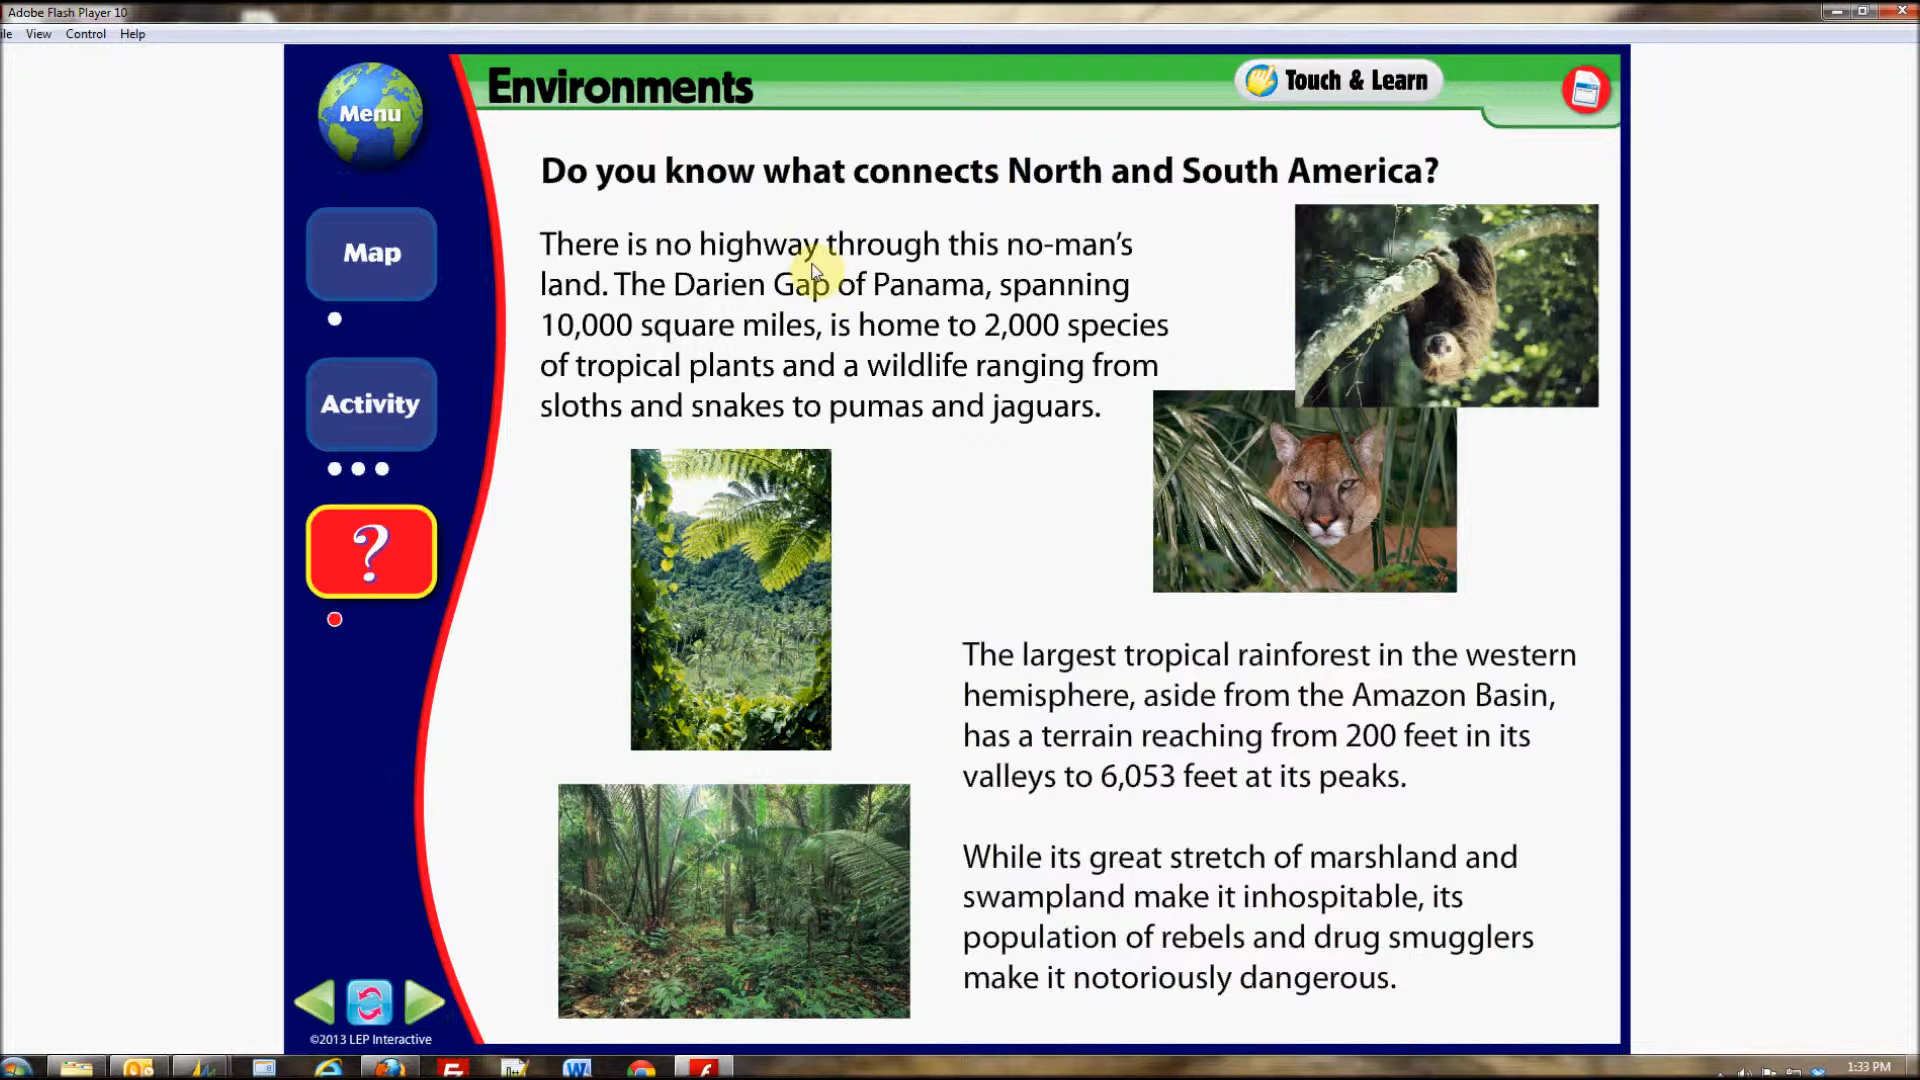 Adobe Flash Player 10
ile View Control Help
Menu
Environments
Touch & Learn
Map
Activity
?
Do you know what connects North and South America?
There is no highway through this no-man’s
land. The Darien Gap of Panama, spanning
10,000 square miles, is home to 2,000 species
of tropical plants and a wildlife ranging from
sloths and snakes to pumas and jaguars.
The largest tropical rainforest in the western
hemisphere, aside from the Amazon Basin,
has a terrain reaching from 200 feet in its
valleys to 6,053 feet at its peaks.
While its great stretch of marshland and
swampland make it inhospitable, its
population of rebels and drug smugglers
make it notoriously dangerous.
©2013 LEP Interactive
1:33 PM